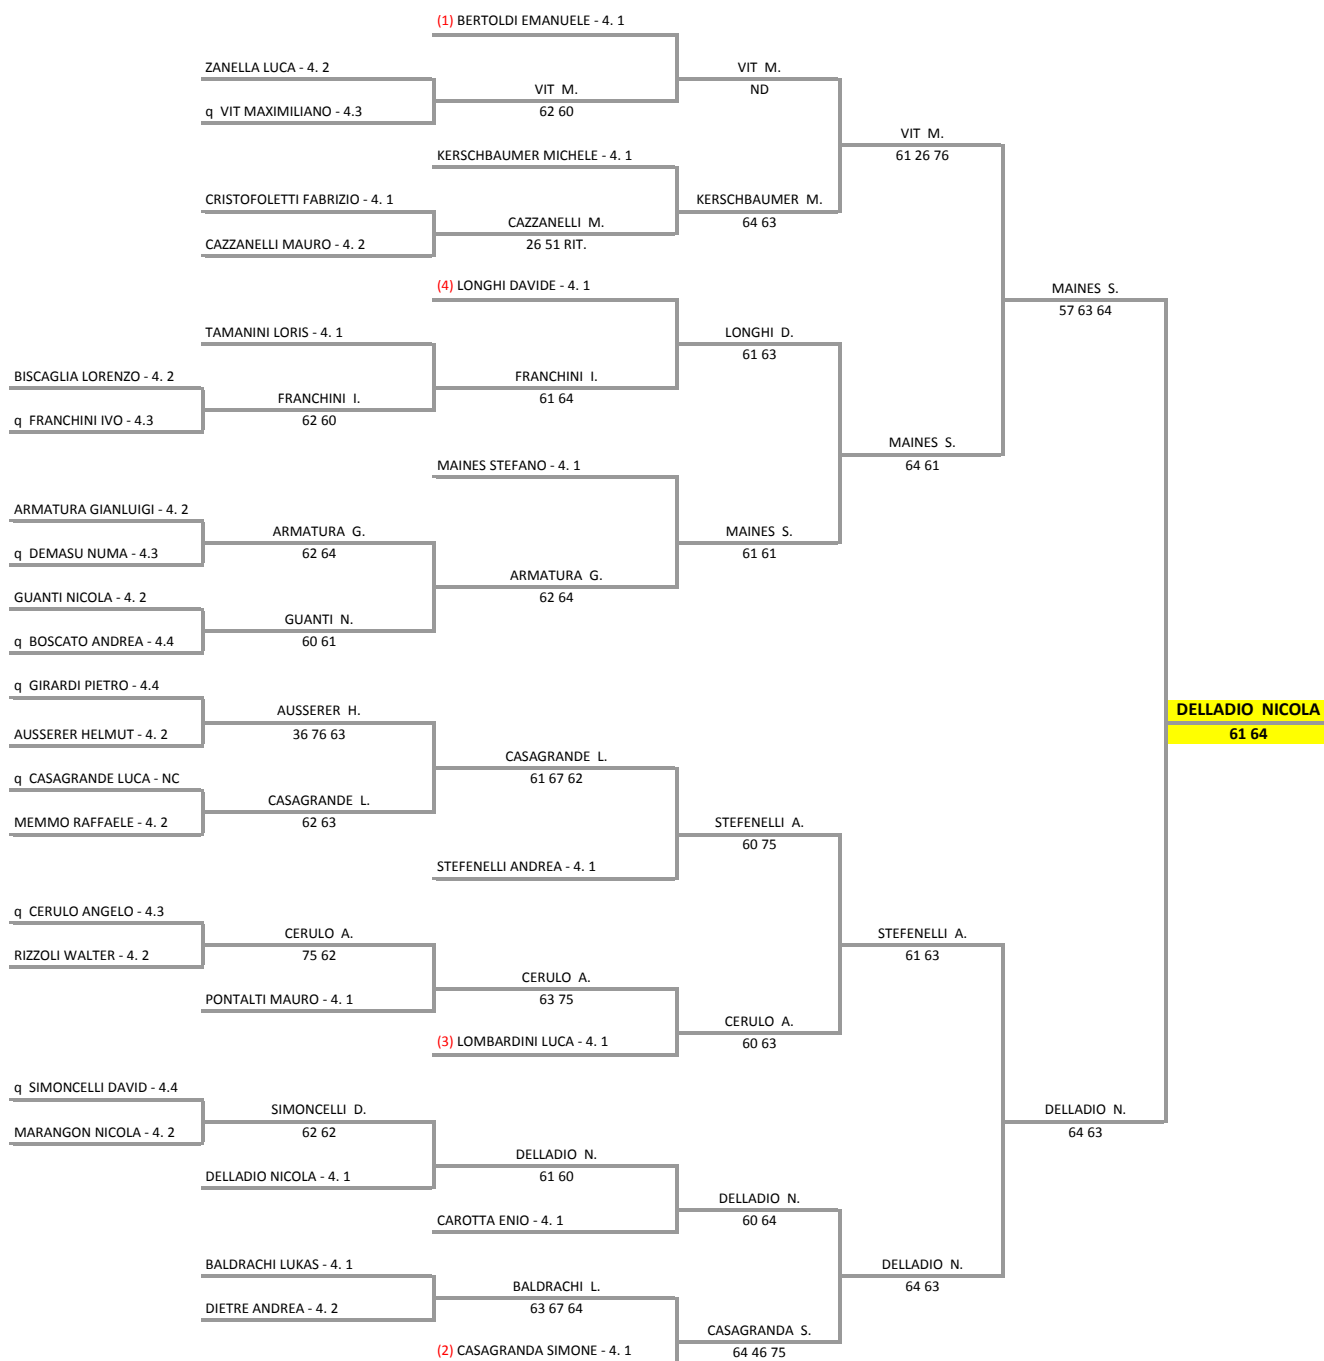 (1) BERTOLDI EMANUELE - 4. 1
ZANELLA LUCA - 4. 2
VIT M.
VIT M.
ND
q VIT MAXIMILIANO - 4.3
62 60
VIT M.
61 26 76
KERSCHBAUMER MICHELE - 4. 1
CRISTOFOLETTI FABRIZIO - 4. 1
KERSCHBAUMER M.
64 63
CAZZANELLI M.
26 51 RIT.
CAZZANELLI MAURO - 4. 2
(4) LONGHI DAVIDE - 4. 1
MAINES S.
57 63 64
TAMANINI LORIS - 4. 1
LONGHI D.
61 63
BISCAGLIA LORENZO - 4. 2
FRANCHINI I.
61 64
FRANCHINI I.
62 60
q FRANCHINI IVO - 4.3
MAINES S.
64 61
MAINES STEFANO - 4. 1
ARMATURA GIANLUIGI - 4. 2
ARMATURA G.
62 64
MAINES S.
61 61
q DEMASU NUMA - 4.3
ARMATURA G.
62 64
GUANTI NICOLA - 4. 2
GUANTI N.
60 61
q BOSCATO ANDREA - 4.4
q GIRARDI PIETRO - 4.4
AUSSERER H.
36 76 63
DELLADIO NICOLA
61 64
AUSSERER HELMUT - 4. 2
CASAGRANDE L.
61 67 62
q CASAGRANDE LUCA - NC
CASAGRANDE L.
62 63
MEMMO RAFFAELE - 4. 2
STEFENELLI A.
60 75
STEFENELLI ANDREA - 4. 1
q CERULO ANGELO - 4.3
CERULO A.
75 62
STEFENELLI A.
61 63
RIZZOLI WALTER - 4. 2
CERULO A.
63 75
PONTALTI MAURO - 4. 1
CERULO A.
60 63
(3) LOMBARDINI LUCA - 4. 1
q SIMONCELLI DAVID - 4.4
SIMONCELLI D.
62 62
DELLADIO N.
64 63
MARANGON NICOLA - 4. 2
DELLADIO N.
61 60
DELLADIO NICOLA - 4. 1
DELLADIO N.
60 64
CAROTTA ENIO - 4. 1
BALDRACHI LUKAS - 4. 1
DELLADIO N.
64 63
BALDRACHI L.
63 67 64
DIETRE ANDREA - 4. 2
CASAGRANDA S.
64 46 75
(2) CASAGRANDA SIMONE - 4. 1